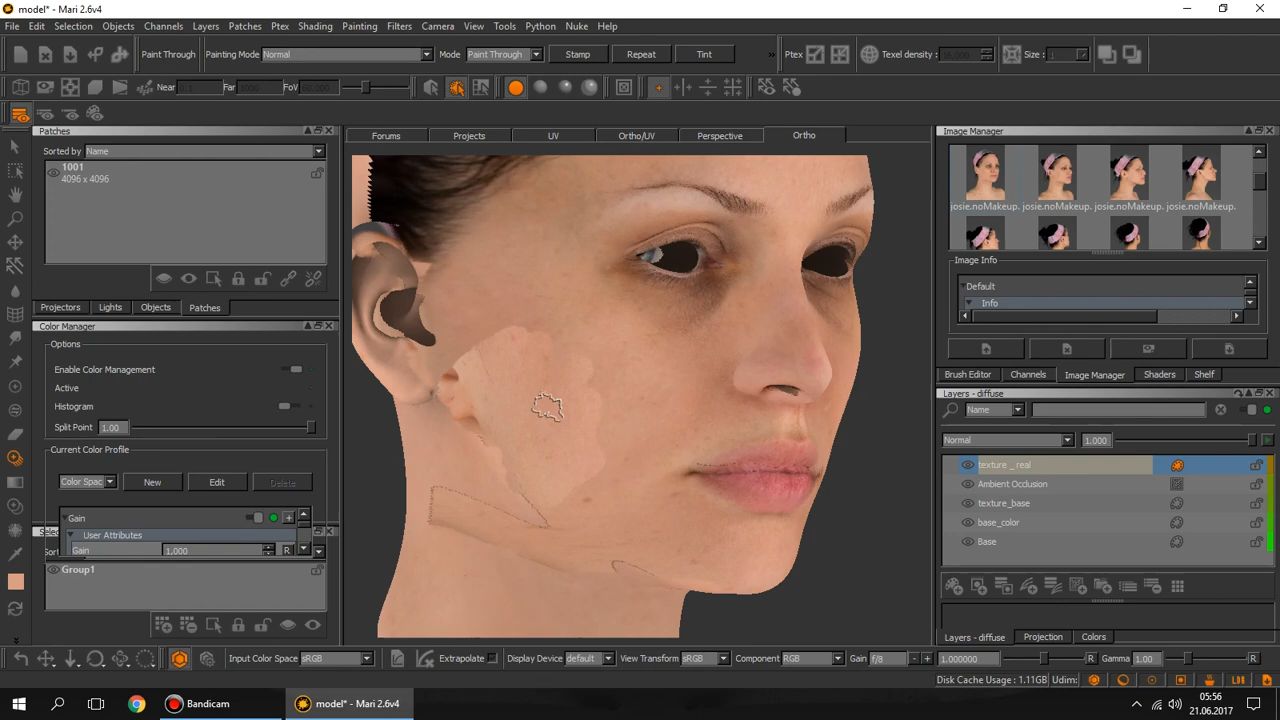 model* - Mari 2.6v4
File Edit Selection Objects Channels Layers Patches Ptex Shading Painting Filters Camera View Tools Python Nuke Help
Paint Through Painting Mode Normal Mode Paint Through Stamp Repeat Tint » Ptex Texel density : Size : 1
Near 0.1 Far 1000 FoV
Patches
Sorted by Name
1001
4096 x 4096
Projectors Lights Objects Patches
Color Manager
Options
Enable Color Management
Active
Histogram
Split Point 1.00
Current Color Profile
Color Spac New Edit Delete
Gain
User Attributes
Gain 1.000 R
Group1
Forums Projects UV Ortho/UV Perspective Ortho
Image Manager
josie.noMakeup. josie.noMakeup. josie.noMakeup. josie.noMakeup.
Image Info
Default
Info
Brush Editor Channels Image Manager Shaders Shelf
Layers - diffuse
Name
Normal 1.000
texture _ real
Ambient Occlusion
texture_base
base_color
Base
Layers - diffuse Projection Colors
Input Color Space sRGB Extrapolate Display Device default View Transform sRGB Component RGB Gain f/8 - + 1.000000 R Gamma 1.00 R
Disk Cache Usage : 1.11GB Udim:
Bandicam model* - Mari 2.6v4
05:56
21.06.2017